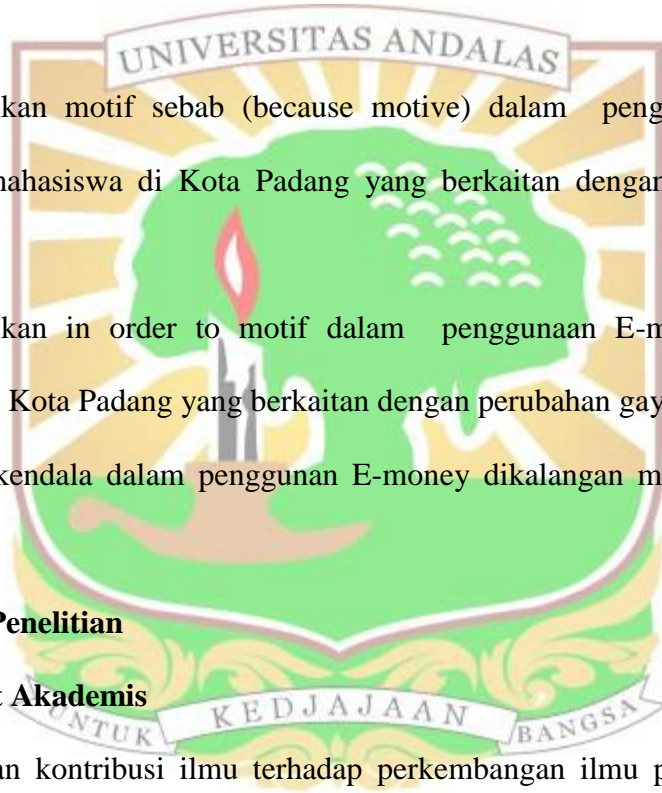 UNIVERSITAS ANDALAS
kan motif sebab (because motive) dalam peng
mahasiswa di Kota Padang yang berkaitan dengan
kan in order to motif dalam penggunaan E-m
Kota Padang yang berkaitan dengan perubahan gay
kendala dalam penggunan E-money dikalangan m
Penelitian
t Akademis
UNTUK KEDJAJAAN BANGSA
an kontribusi ilmu terhadap perkembangan ilmu p